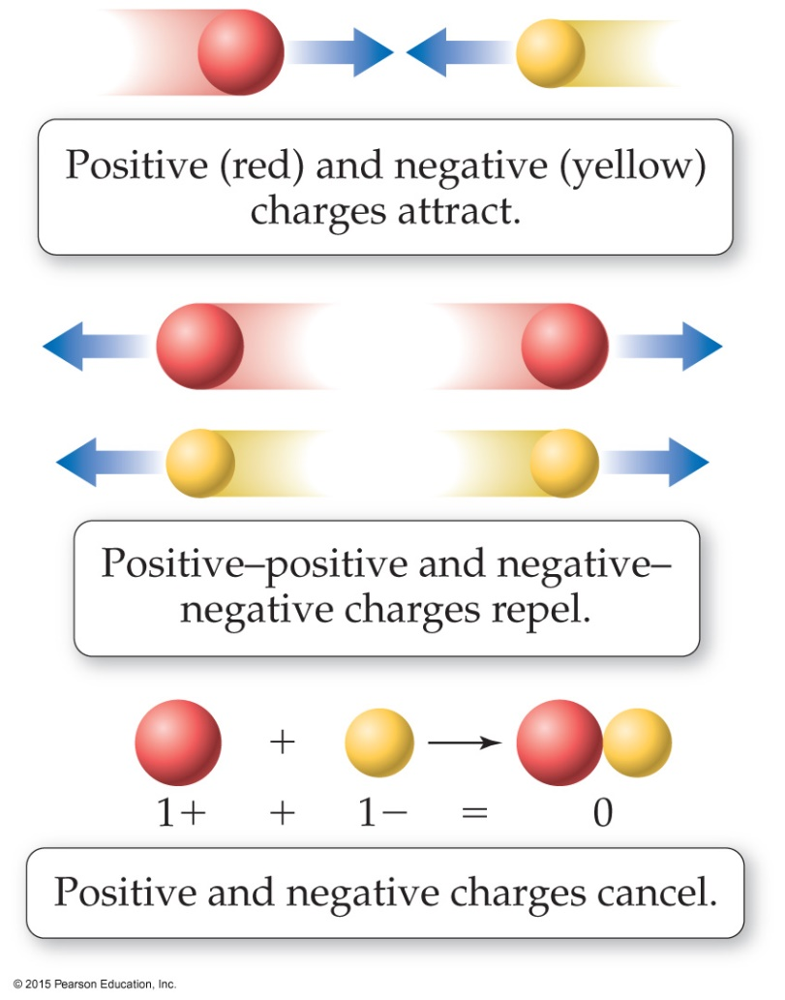 Positive (red) and negative (yellow)
charges attract.
Positive–positive and negative–
negative charges repel.
+
1+ + 1− = 0
Positive and negative charges cancel.
© 2015 Pearson Education, Inc.